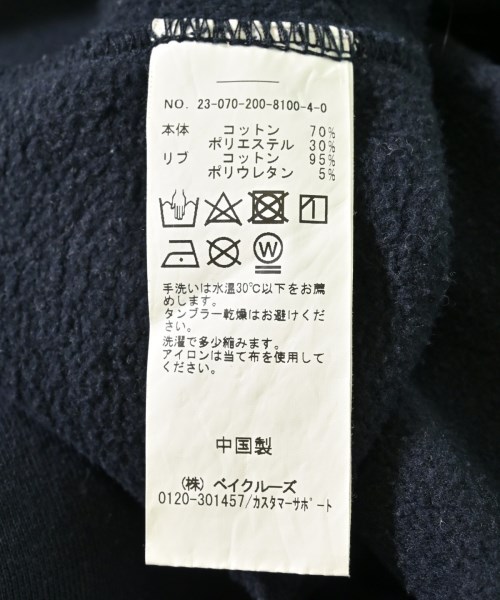 NO. 23-070-200-8100-4-0
本体 コットン 70%
ポリエステル 30%
リブ コットン 95%
ポリウレタン 5%
W
手洗いは水温30℃以下をお薦
めします。
タンブラー乾燥はお避けくだ
さい。
洗濯で多少縮みます。
アイロンは当て布を使用して
ください。
中国製
(株) ベイクルーズ
0120-301457/カスタマーサポート